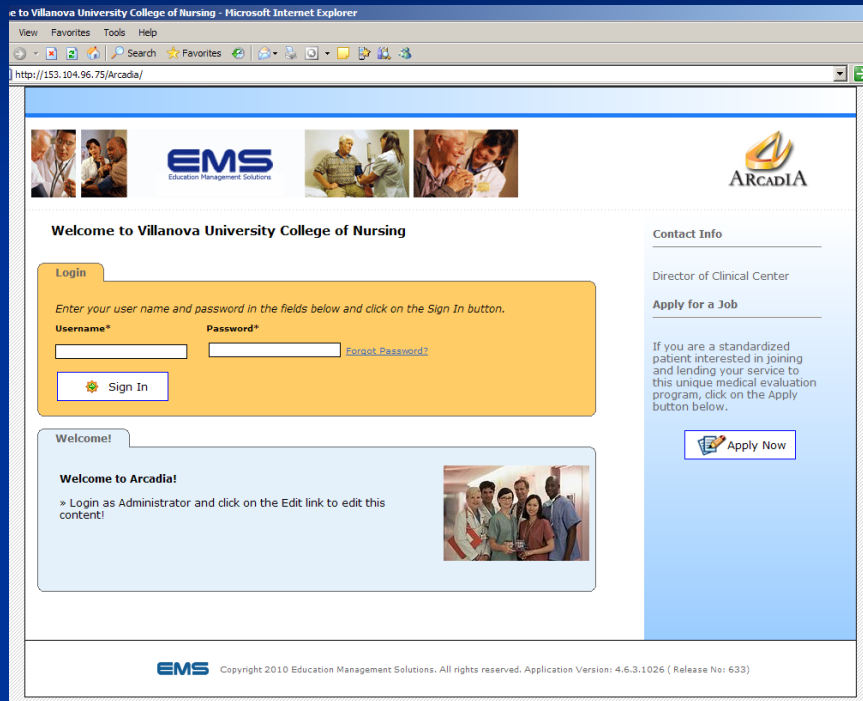 e to Villanova University College of Nursing - Microsoft Internet Explorer
View Favorites Tools Help
Search Favorites
http://153.104.96.75/Arcadia/
EMS
Education Management Solutions
ARCADIA
Welcome to Villanova University College of Nursing
Login
Enter your user name and password in the fields below and click on the Sign In button.
Username* Password*
Forgot Password?
Sign In
Welcome!
Welcome to Arcadia!
» Login as Administrator and click on the Edit link to edit this
content!
Contact Info
Director of Clinical Center
Apply for a Job
If you are a standardized
patient interested in joining
and lending your service to
this unique medical evaluation
program, click on the Apply
button below.
Apply Now
EMS Copyright 2010 Education Management Solutions. All rights reserved. Application Version: 4.6.3.1026 ( Release No: 633)